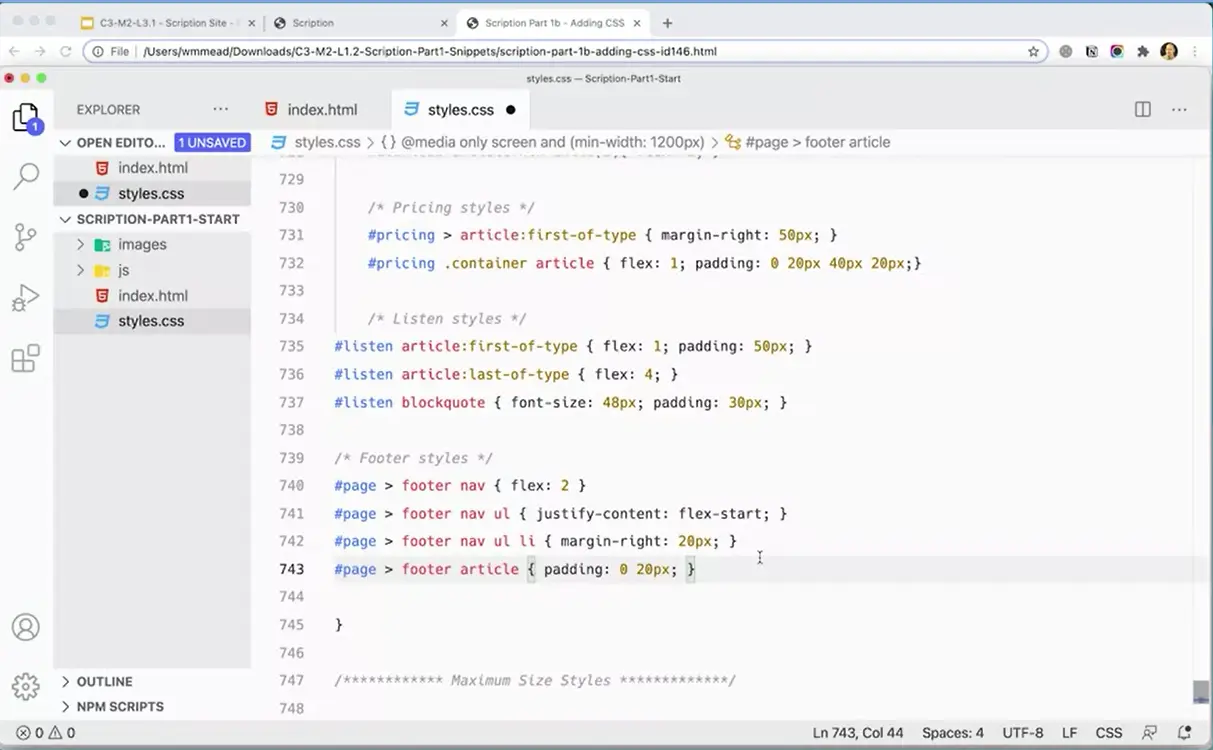 C3-M2-L3.1 - Scription Site -
Scription
Scription Part 1b - Adding CSS
File
/Users/wmmead/Downloads/C3-M2-L1.2-Scription-Part1-Snippets/scription-part-1b-adding-css-id146.html
styles.css — Scription-Part1-Start
EXPLORER
index.html
styles.css
1
OPEN EDITO...
1 UNSAVED
styles.css > {} @media only screen and (min-width: 1200px) > #page > footer article
index.html
styles.css
SCRIPTION-PART1-START
images
js
index.html
styles.css
729
730 /* Pricing styles */
731 #pricing > article:first-of-type { margin-right: 50px; }
732 #pricing .container article { flex: 1; padding: 0 20px 40px 20px;}
733
734 /* Listen styles */
735 #listen article:first-of-type { flex: 1; padding: 50px; }
736 #listen article:last-of-type { flex: 4; }
737 #listen blockquote { font-size: 48px; padding: 30px; }
738
739 /* Footer styles */
740 #page > footer nav { flex: 2 }
741 #page > footer nav ul { justify-content: flex-start; }
742 #page > footer nav ul li { margin-right: 20px; }
743 #page > footer article { padding: 0 20px; }
744
745 }
746
747 /************ Maximum Size Styles *************/
748
OUTLINE
NPM SCRIPTS
0 0
Ln 743, Col 44
Spaces: 4
UTF-8
LF
CSS